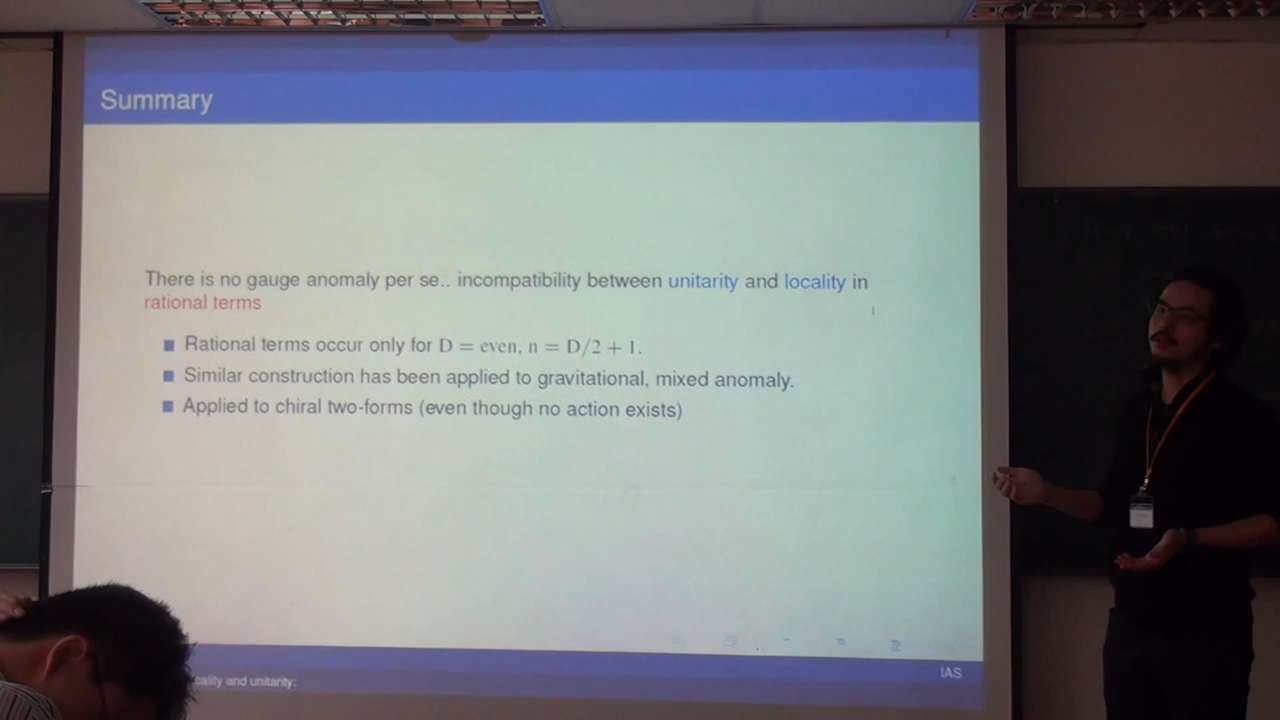 Summary
There is no gauge anomaly per se.. incompatibility between unitarity and locality in
rational terms
Rational terms occur only for D = even, n = D/2 + 1.
Similar construction has been applied to gravitational, mixed anomaly.
Applied to chiral two-forms (even though no action exists)
IAS
cality and unitarity: